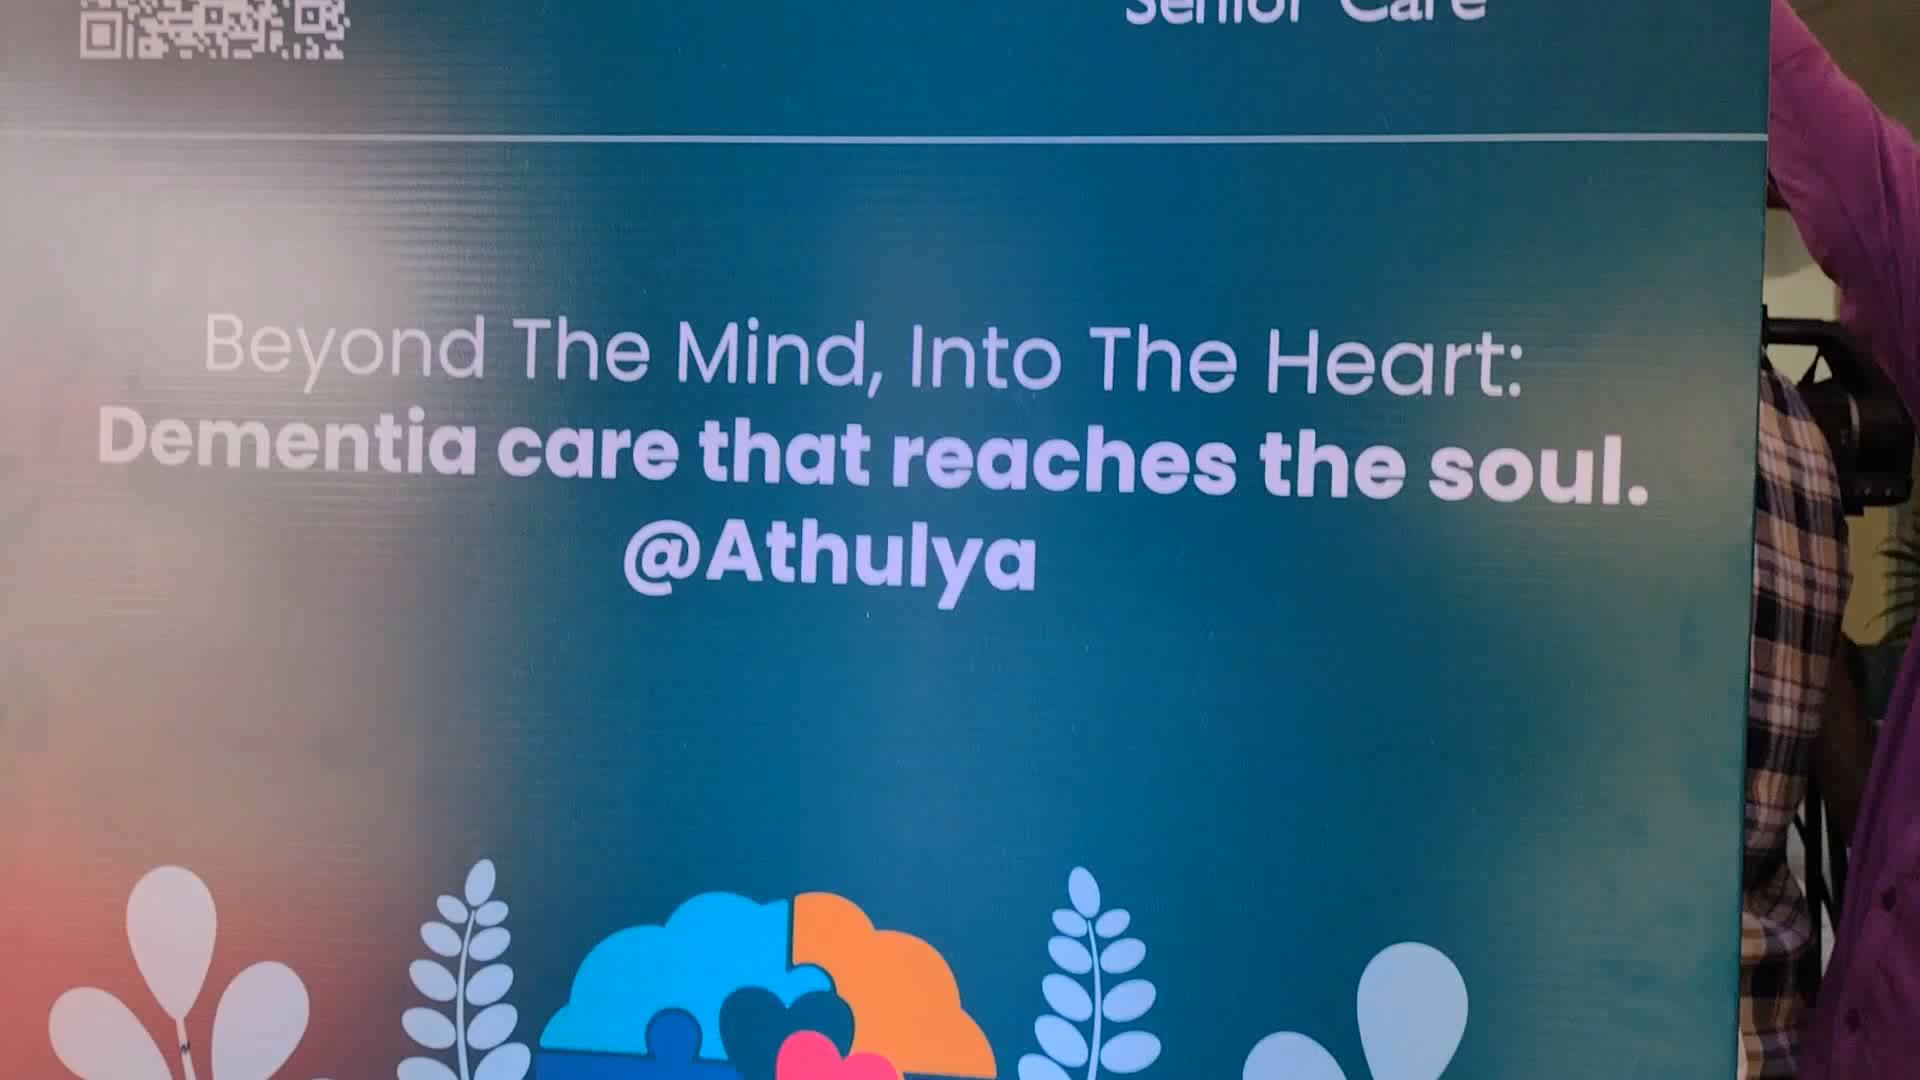 Senior Care
Beyond The Mind, Into The Heart:
Dementia care that reaches the soul.
@Athulya